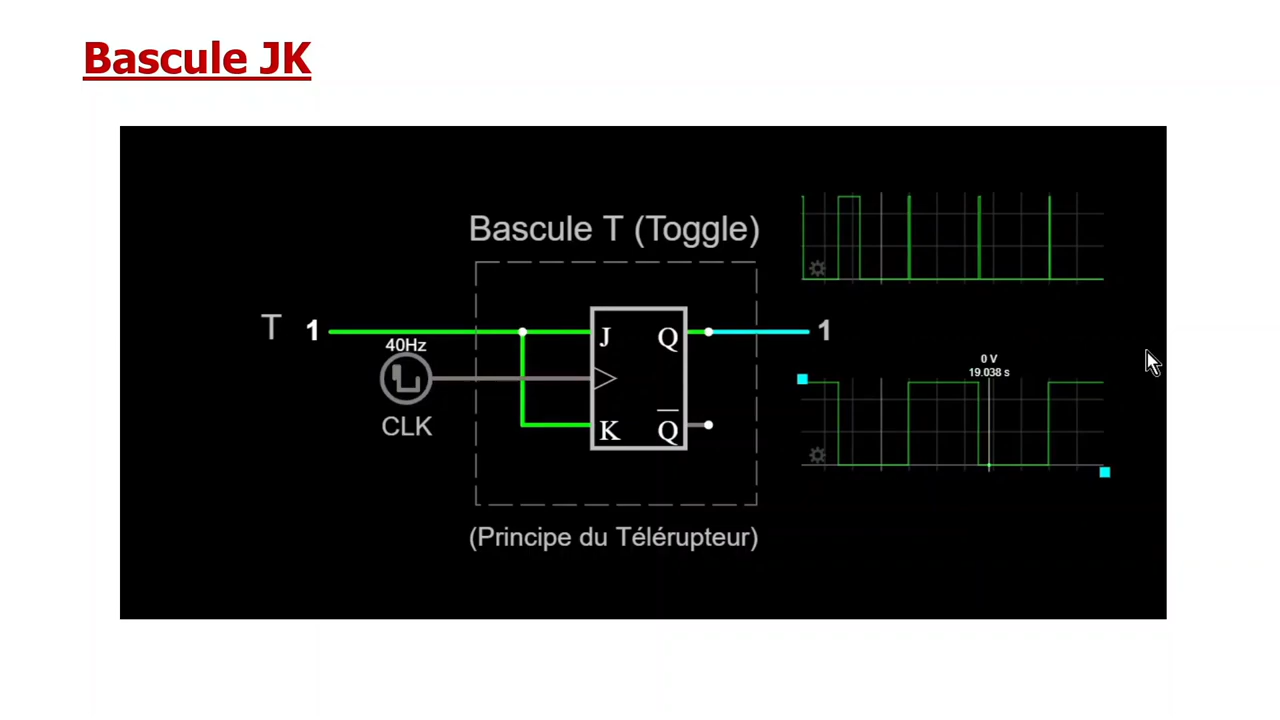 Bascule JK
Bascule T (Toggle)
T 1
40Hz
CLK
J Q
K Q̅
1
0 V
19.038 s
(Principe du Télérupteur)